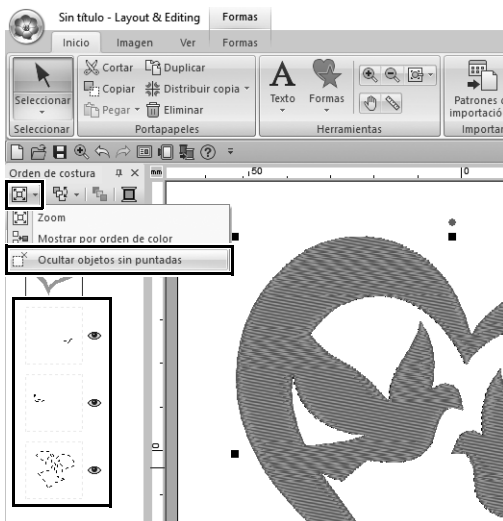 Sin título - Layout & Editing
Formas
Inicio
Imagen
Ver
Formas
Seleccionar
Cortar
Duplicar
Copiar
Distribuir copia
Pegar
Eliminar
Texto
Formas
Patrones
importació
Seleccionar
Portapapeles
Herramientas
Importar
Orden de costura
mm
50
0
Zoom
Mostrar por orden de color
Ocultar objetos sin puntadas
0